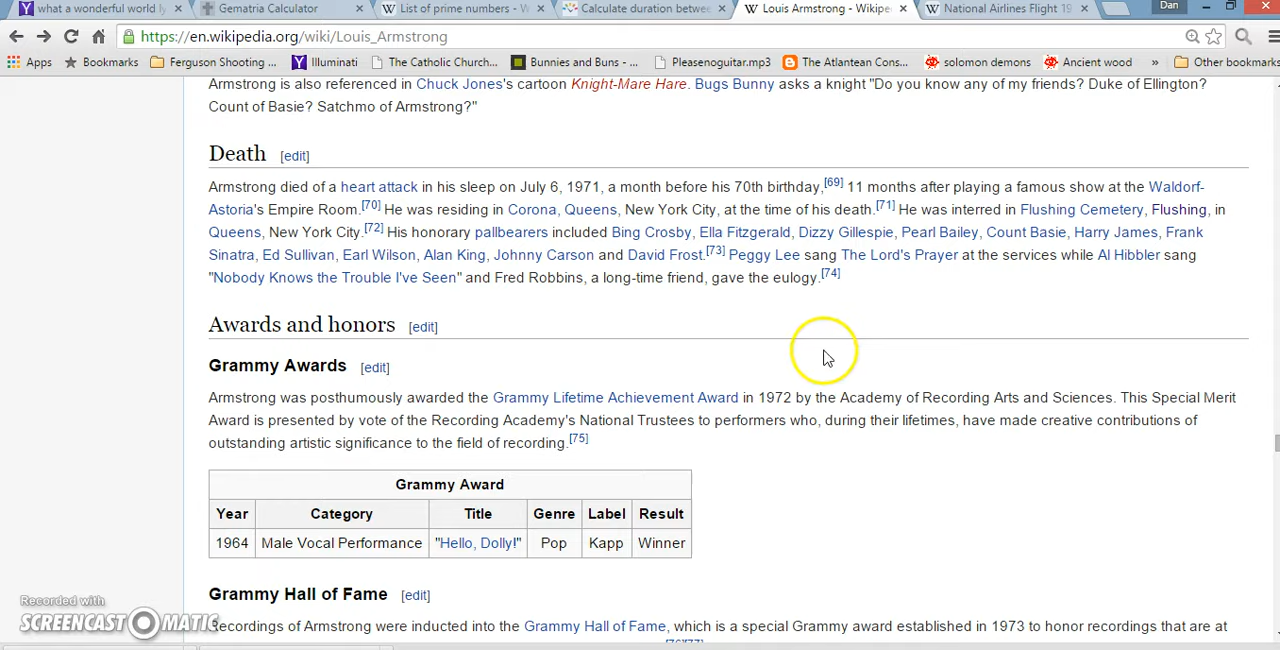 what a wonderful world ly
Gematria Calculator
List of prime numbers - W
Calculate duration betwee
Louis Armstrong - Wikipe
National Airlines Flight 19
Dan
https://en.wikipedia.org/wiki/Louis_Armstrong
Apps Bookmarks Ferguson Shooting ... Illuminati The Catholic Church... Bunnies and Buns - ... Pleasenoguitar.mp3 The Atlantean Cons... solomon demons Ancient wood » Other bookmarks
Armstrong is also referenced in Chuck Jones's cartoon Knight-Mare Hare. Bugs Bunny asks a knight "Do you know any of my friends? Duke of Ellington?
Count of Basie? Satchmo of Armstrong?"
Death [edit]
Armstrong died of a heart attack in his sleep on July 6, 1971, a month before his 70th birthday,[69] 11 months after playing a famous show at the Waldorf-
Astoria's Empire Room.[70] He was residing in Corona, Queens, New York City, at the time of his death.[71] He was interred in Flushing Cemetery, Flushing, in
Queens, New York City.[72] His honorary pallbearers included Bing Crosby, Ella Fitzgerald, Dizzy Gillespie, Pearl Bailey, Count Basie, Harry James, Frank
Sinatra, Ed Sullivan, Earl Wilson, Alan King, Johnny Carson and David Frost.[73] Peggy Lee sang The Lord's Prayer at the services while Al Hibbler sang
"Nobody Knows the Trouble I've Seen" and Fred Robbins, a long-time friend, gave the eulogy.[74]
Awards and honors [edit]
Grammy Awards [edit]
Armstrong was posthumously awarded the Grammy Lifetime Achievement Award in 1972 by the Academy of Recording Arts and Sciences. This Special Merit
Award is presented by vote of the Recording Academy's National Trustees to performers who, during their lifetimes, have made creative contributions of
outstanding artistic significance to the field of recording.[75]
Grammy Award
Year Category Title Genre Label Result
1964 Male Vocal Performance "Hello, Dolly!" Pop Kapp Winner
Grammy Hall of Fame [edit]
Recordings of Armstrong were inducted into the Grammy Hall of Fame, which is a special Grammy award established in 1973 to honor recordings that are at
[76][77]
Recorded with
SCREENCAST MATIC